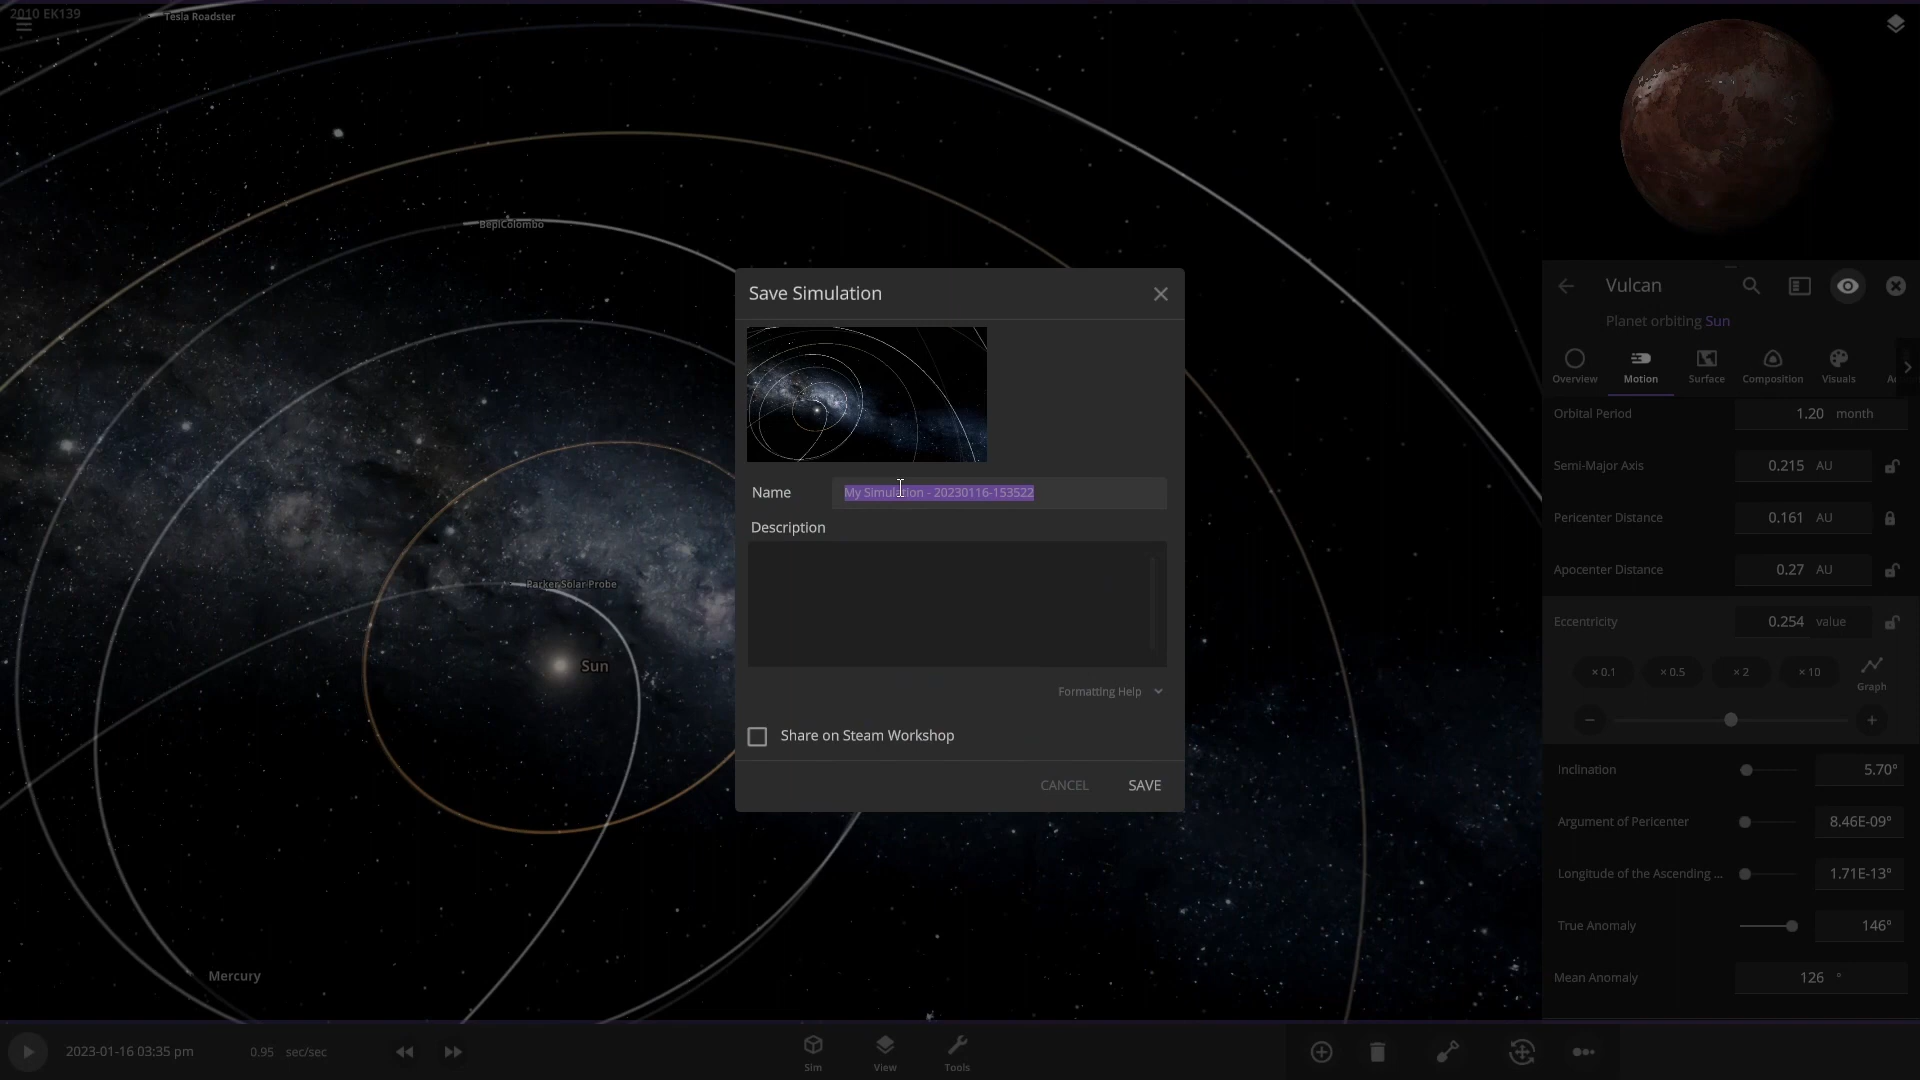 2010 EK139
Tesla Roadster
BepiColombo
Parker Solar Probe
Sun
Mercury
Save Simulation
Name
My Simulation - 20230116-153522
Description
Formatting Help
Share on Steam Workshop
CANCEL
SAVE
Vulcan
Planet orbiting Sun
Overview
Motion
Surface
Composition
Visuals
Orbital Period 1.20 month
Semi-Major Axis 0.215 AU
Pericenter Distance 0.161 AU
Apocenter Distance 0.27 AU
Eccentricity 0.254 value
× 0.1
× 0.5
× 2
× 10
Graph
Inclination 5.70°
Argument of Pericenter 8.46E-09°
Longitude of the Ascending ... 1.71E-13°
True Anomaly 146°
Mean Anomaly 126 °
2023-01-16 03:35 pm
0.95 sec/sec
Sim
View
Tools